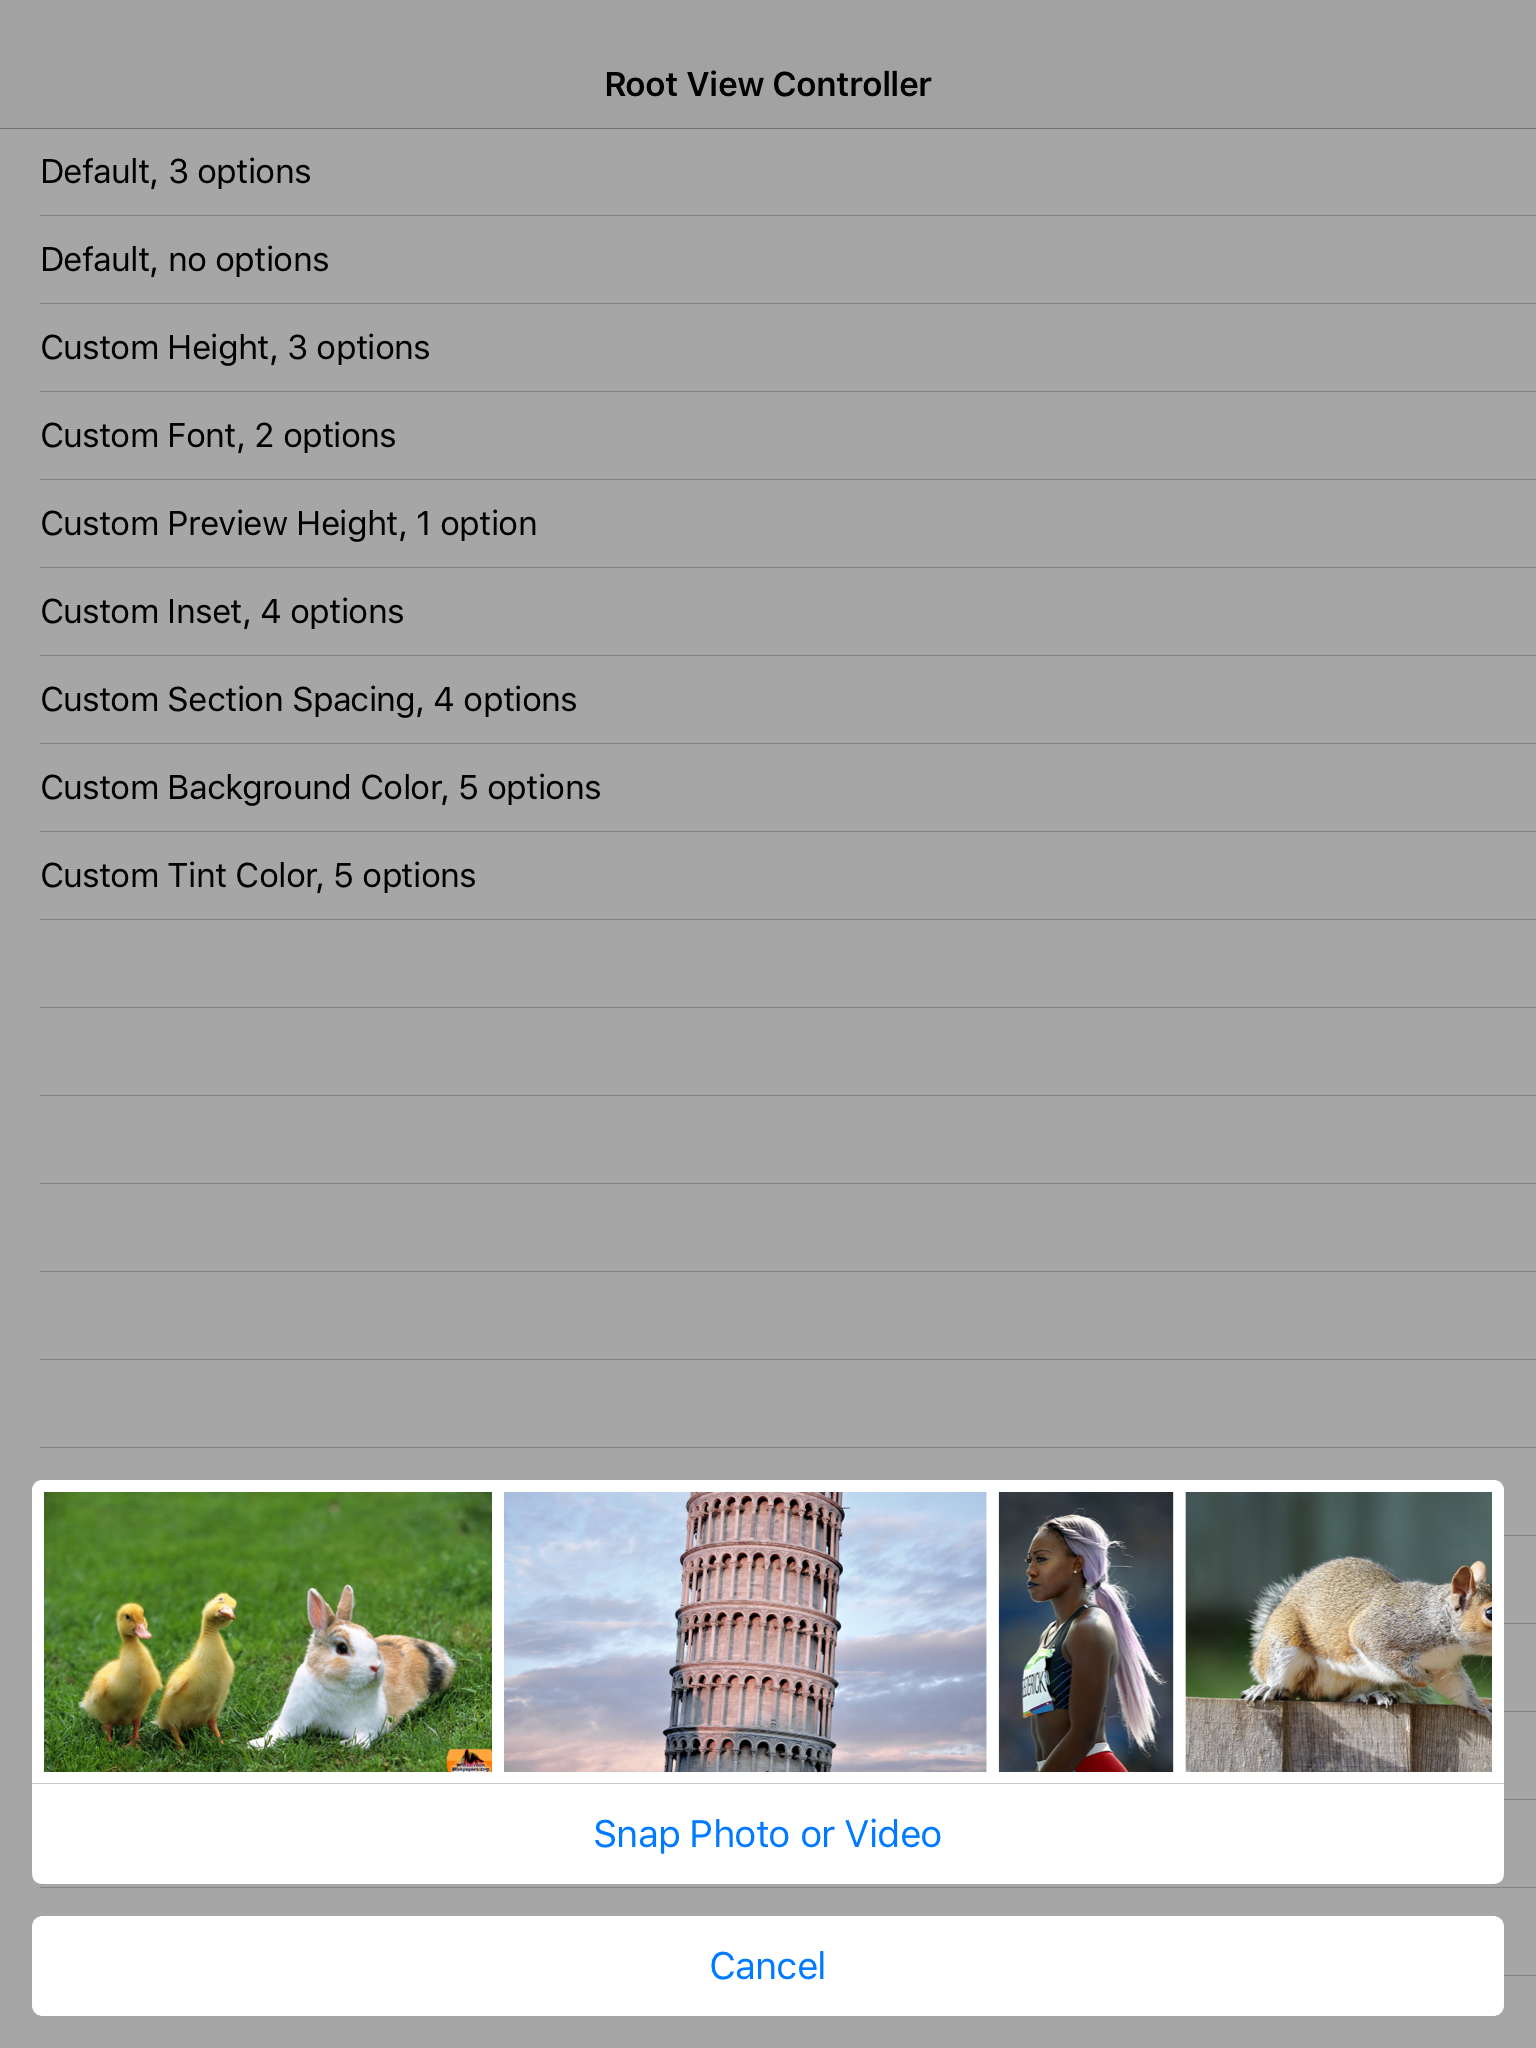 Root View Controller
Default, 3 options
Default, no options
Custom Height, 3 options
Custom Font, 2 options
Custom Preview Height, 1 option
Custom Inset, 4 options
Custom Section Spacing, 4 options
Custom Background Color, 5 options
Custom Tint Color, 5 options
Snap Photo or Video
Cancel